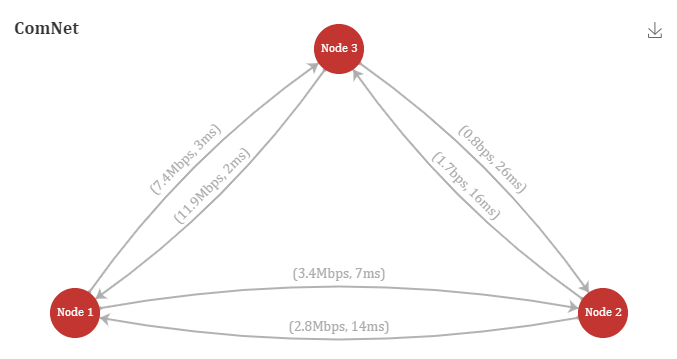 ComNet
Node 3
(7.4Mbps, 3ms)
(11.9Mbps, 2ms)
(0.8bps, 26ms)
(1.7bps, 16ms)
(3.4Mbps, 7ms)
Node 1
Node 2
(2.8Mbps, 14ms)